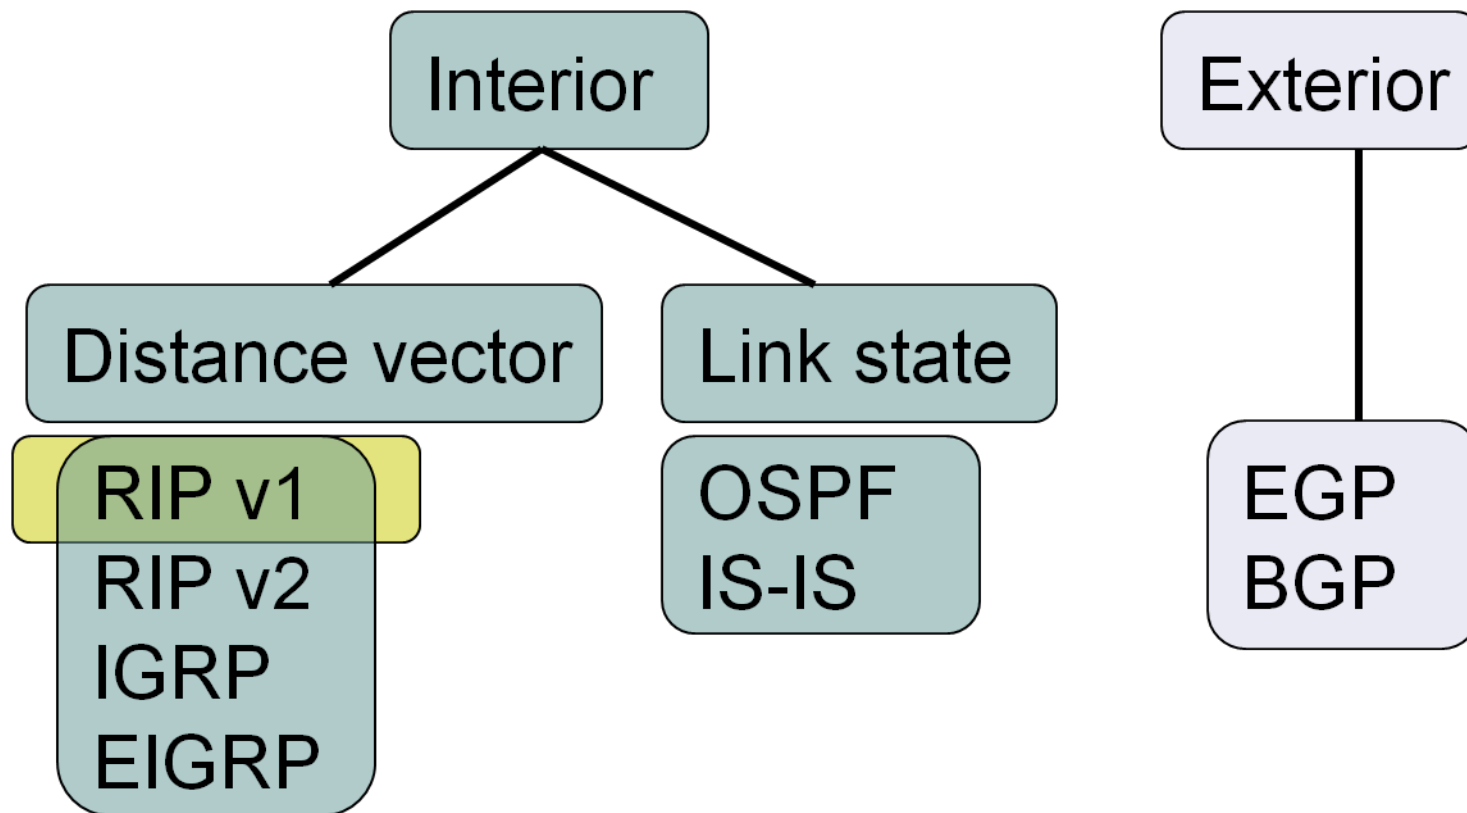 Interior
Exterior
Distance vector
Link state
RIP v1
RIP v2
IGRP
EIGRP
OSPF
IS-IS
EGP
BGP